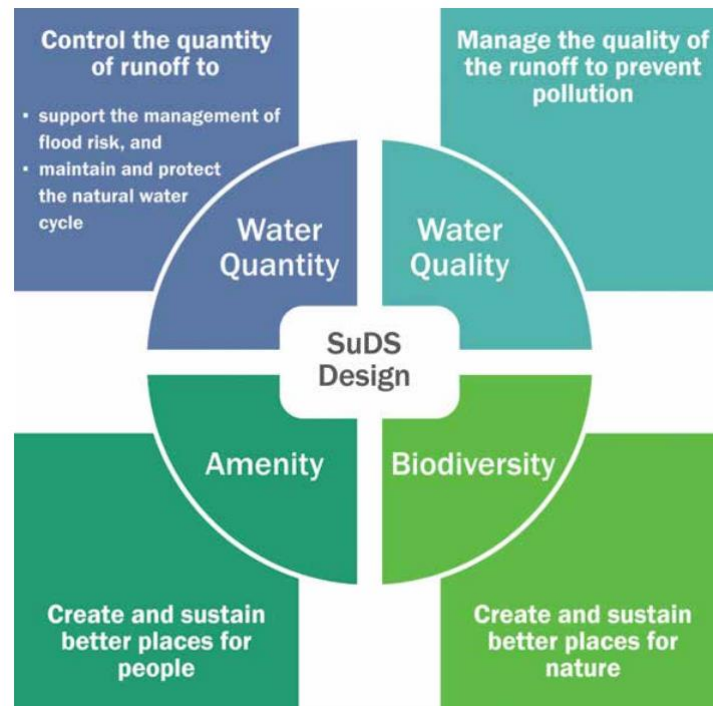 Control the quantity
of runoff to
• support the management of
flood risk, and
• maintain and protect
the natural water
cycle
Manage the quality of
the runoff to prevent
pollution
Water
Quantity
Water
Quality
SuDS
Design
Amenity
Biodiversity
Create and sustain
better places for
people
Create and sustain
better places for
nature